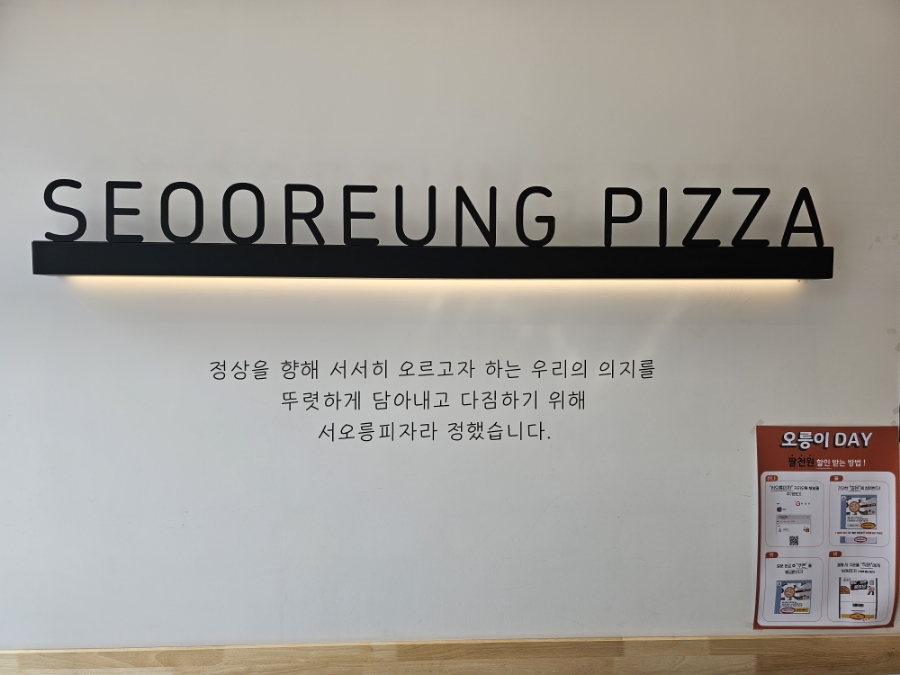 SEOOREUNG PIZZA
정상을 향해 서서히 오르고자 하는 우리의 의지를
뚜렷하게 담아내고 다짐하기 위해
서오릉피자라 정했습니다.
오릉이 DAY
팔천원 할인 받는 방법!